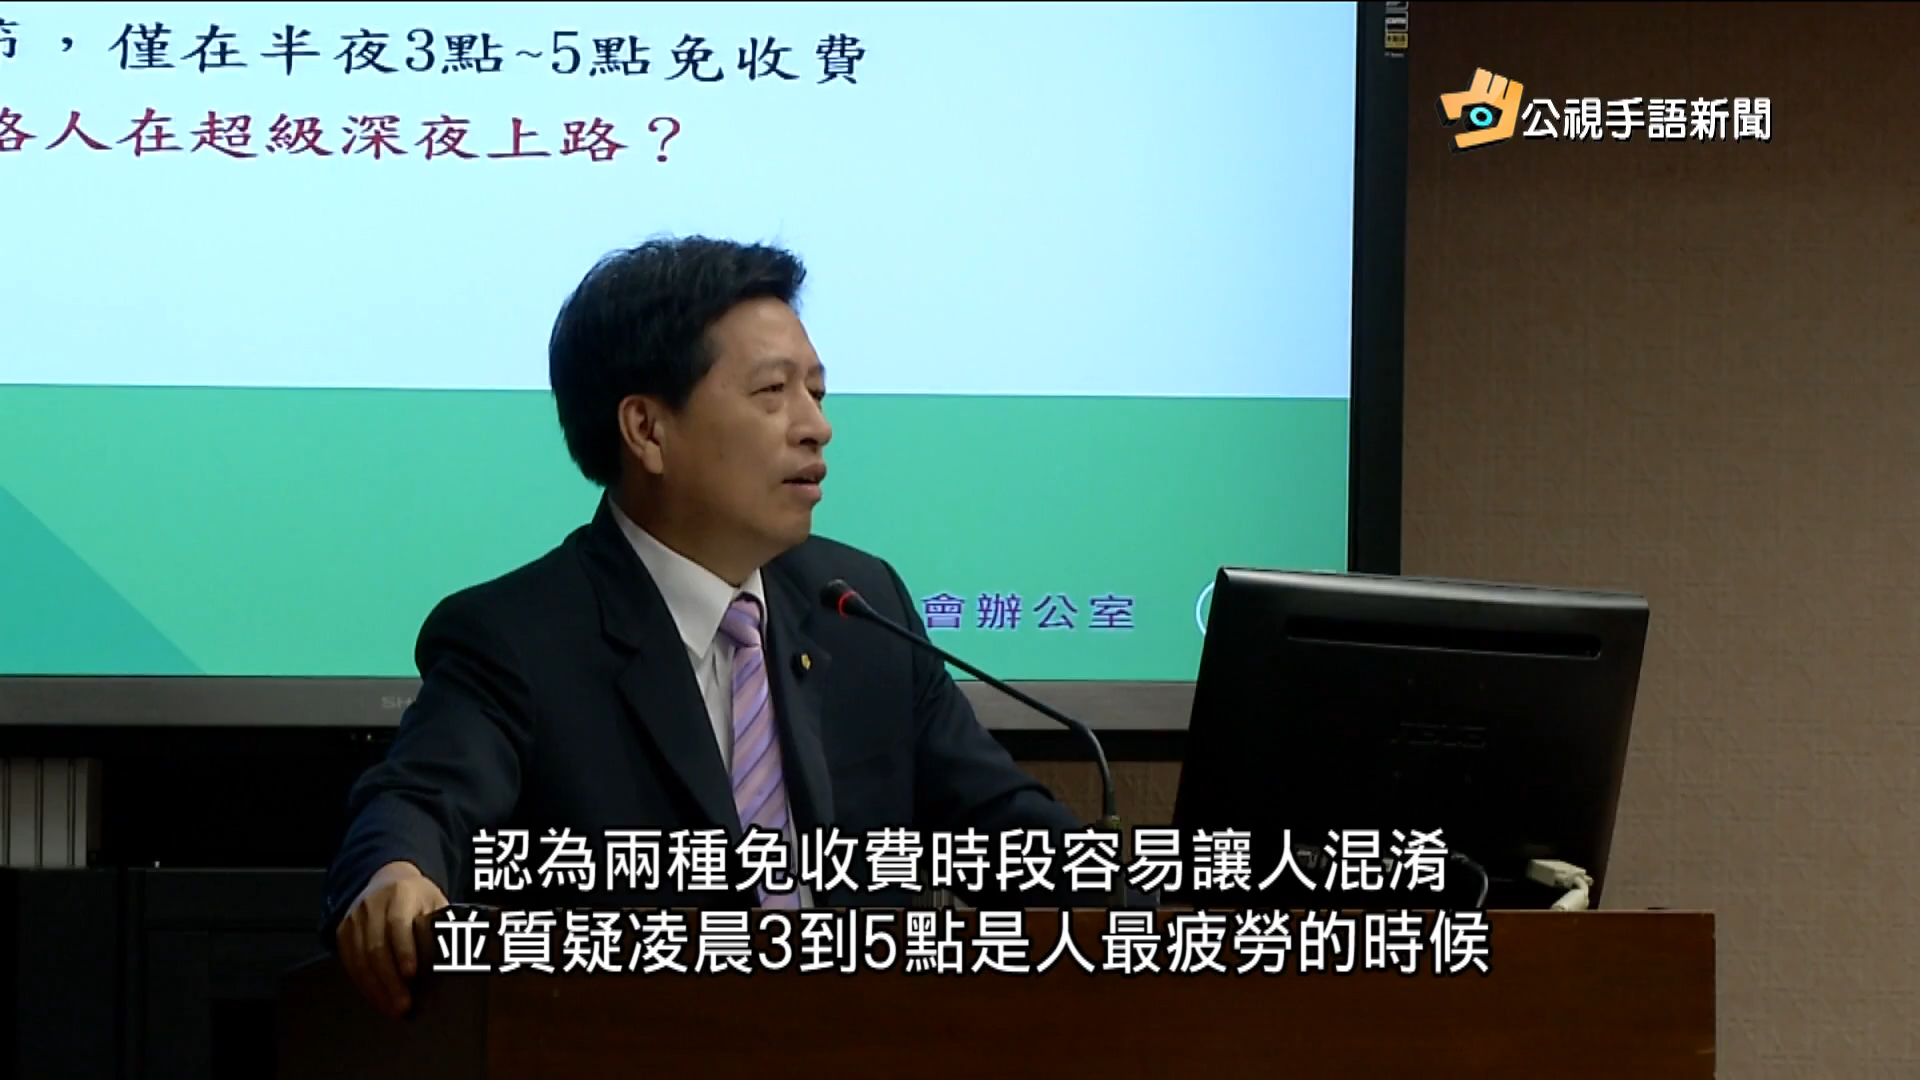 ，僅在半夜3點~5點免收費
路人在超級深夜上路？
公視手語新聞
會辦公室
認為兩種免收費時段容易讓人混淆
並質疑凌晨3到5點是人最疲勞的時候